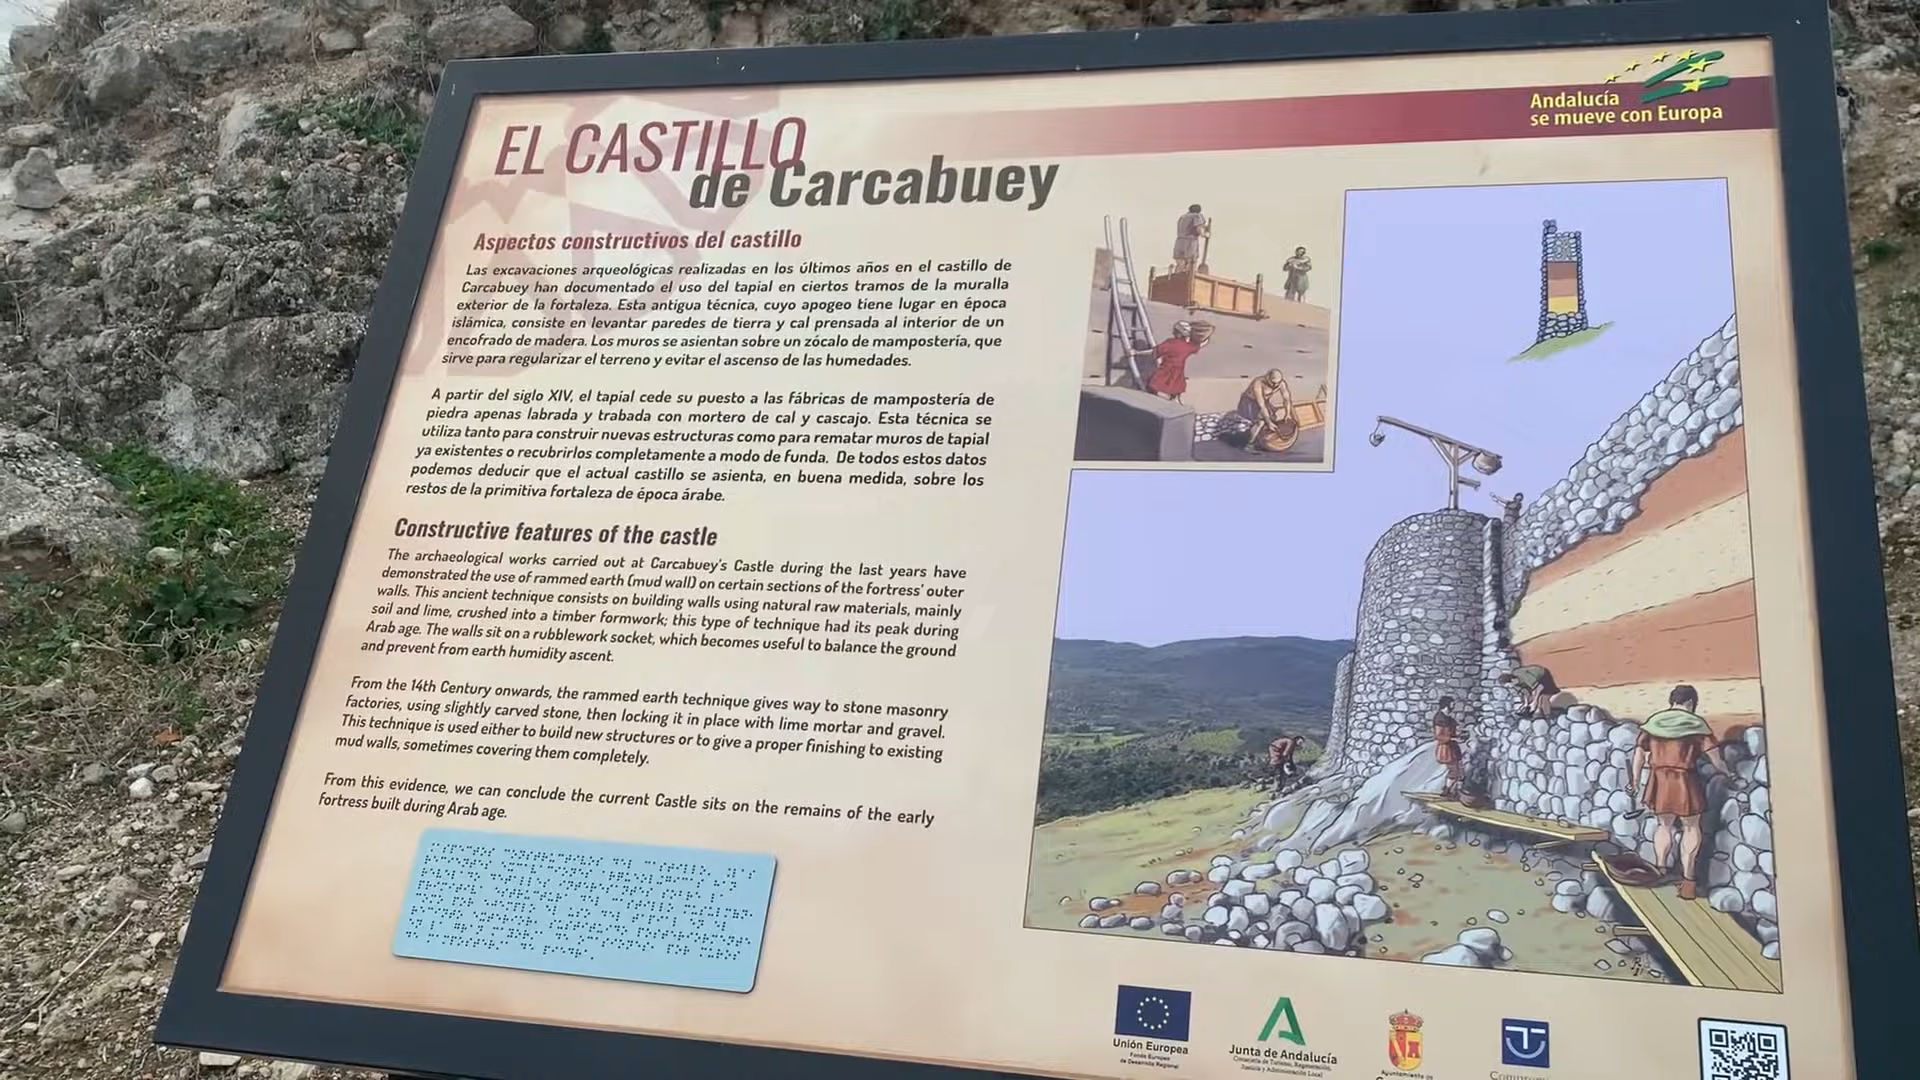 Andalucía
se mueve con Europa
EL CASTILLO
de Carcabuey
Aspectos constructivos del castillo
Las excavaciones arqueológicas realizadas en los últimos años en el castillo de
Carcabuey han documentado el uso del tapial en ciertos tramos de la muralla
exterior de la fortaleza. Esta antigua técnica, cuyo apogeo tiene lugar en época
islámica, consiste en levantar paredes de tierra y cal prensada al interior de un
encofrado de madera. Los muros se asientan sobre un zócalo de mampostería, que
sirve para regularizar el terreno y evitar el ascenso de las humedades.
A partir del siglo XIV, el tapial cede su puesto a las fábricas de mampostería de
piedra apenas labrada y trabada con mortero de cal y cascajo. Esta técnica se
utiliza tanto para construir nuevas estructuras como para rematar muros de tapial
ya existentes o recubrirlos completamente a modo de funda. De todos estos datos
podemos deducir que el actual castillo se asienta, en buena medida, sobre los
restos de la primitiva fortaleza de época árabe.
Constructive features of the castle
The archaeological works carried out at Carcabuey's Castle during the last years have
demonstrated the use of rammed earth (mud wall) on certain sections of the fortress' outer
walls. This ancient technique consists on building walls using natural raw materials, mainly
soil and lime, crushed into a timber formwork; this type of technique had its peak during
Arab age. The walls sit on a rubblework socket, which becomes useful to balance the ground
and prevent from earth humidity ascent.
From the 14th Century onwards, the rammed earth technique gives way to stone masonry
factories, using slightly carved stone, then locking it in place with lime mortar and gravel.
This technique is used either to build new structures or to give a proper finishing to existing
mud walls, sometimes covering them completely.
From this evidence, we can conclude the current Castle sits on the remains of the early
fortress built during Arab age.
Unión Europea
Fondo Europeo
de Desarrollo Regional
Junta de Andalucía
Consejería de Turismo, Regeneración,
Justicia y Administración Local
Ayuntamiento de